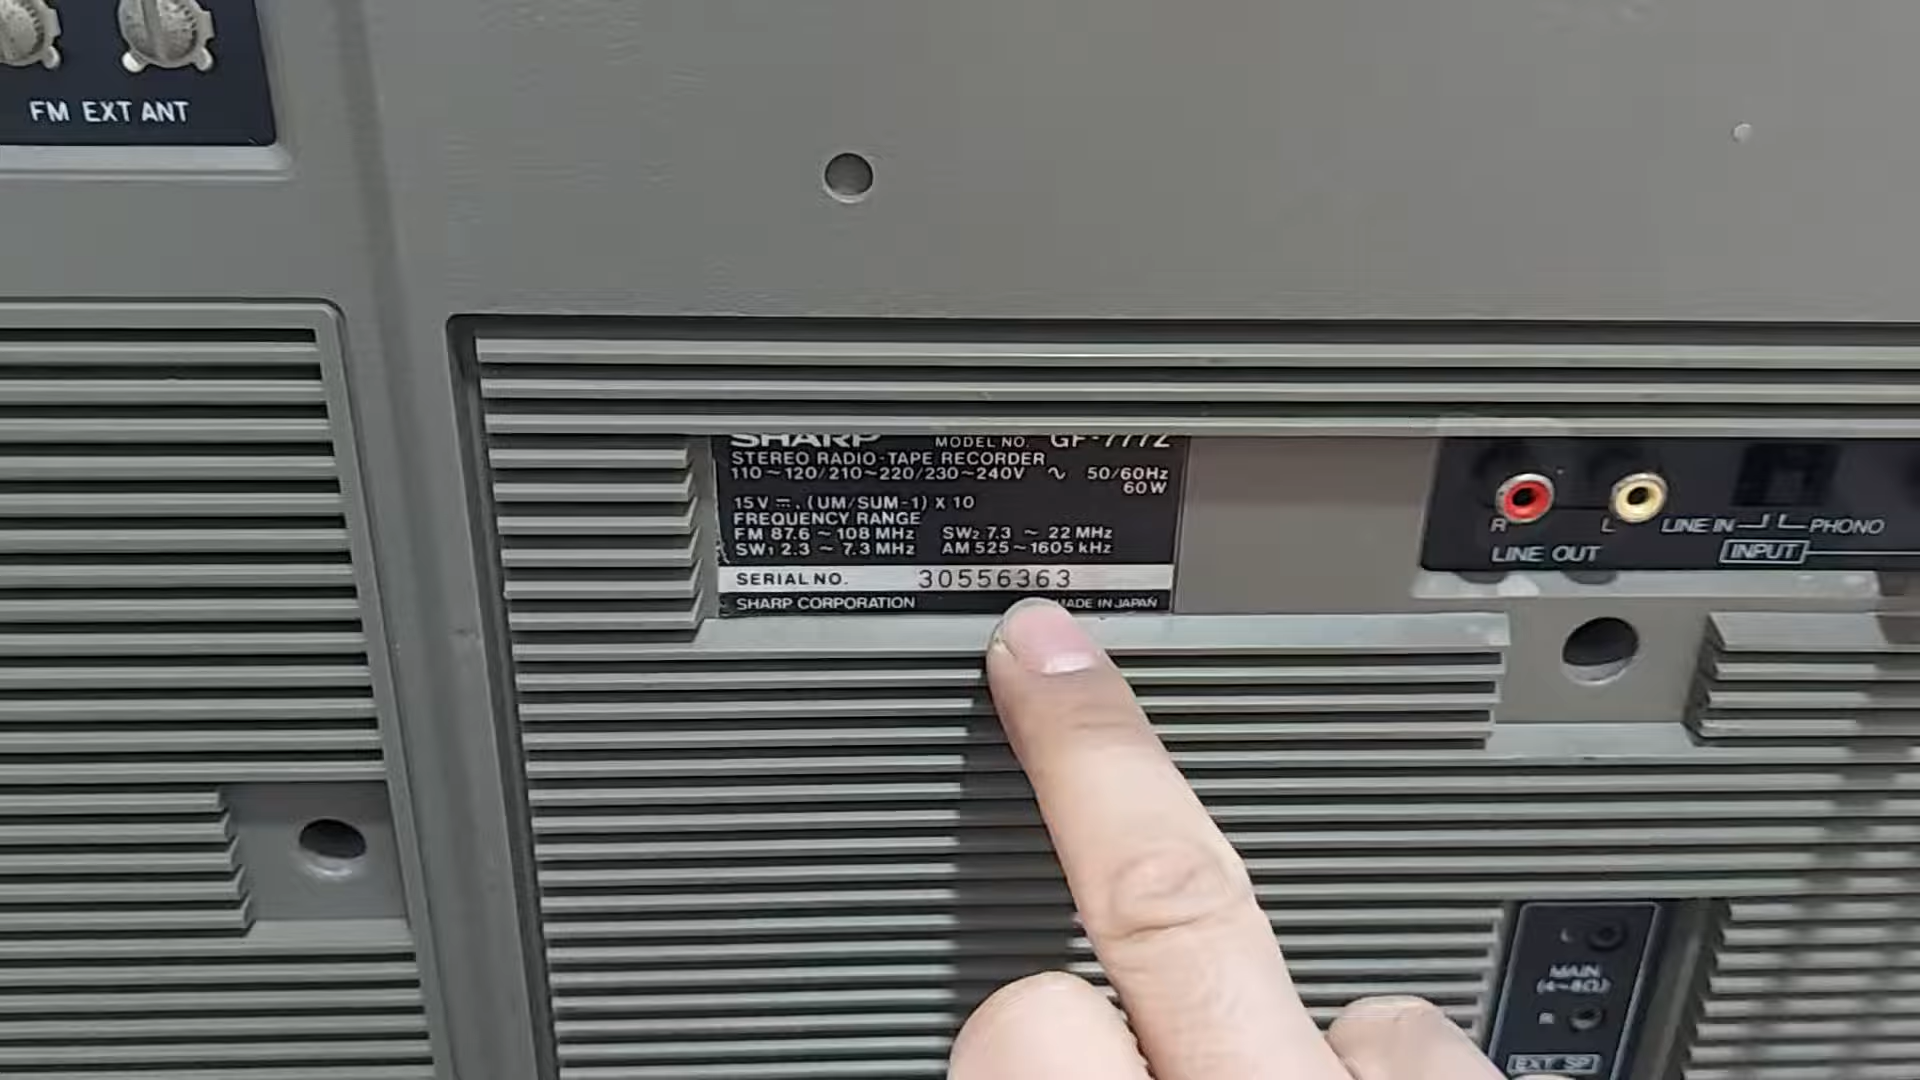 FM EXT ANT
SHARP MODEL NO. GF-777Z
STEREO RADIO-TAPE RECORDER
110~120/210~220/230~240V ∿ 50/60Hz
60W
15V ⎓. (UM/SUM-1) X 10
FREQUENCY RANGE
FM 87.6 ~ 108 MHz SW2 7.3 ~ 22 MHz
SW1 2.3 ~ 7.3 MHz AM 525 ~ 1605 kHz
SERIAL NO. 30556363
SHARP CORPORATION MADE IN JAPAN
R L LINE IN PHONO
LINE OUT INPUT
L
MAIN
(4~8Ω)
R
EXT SP